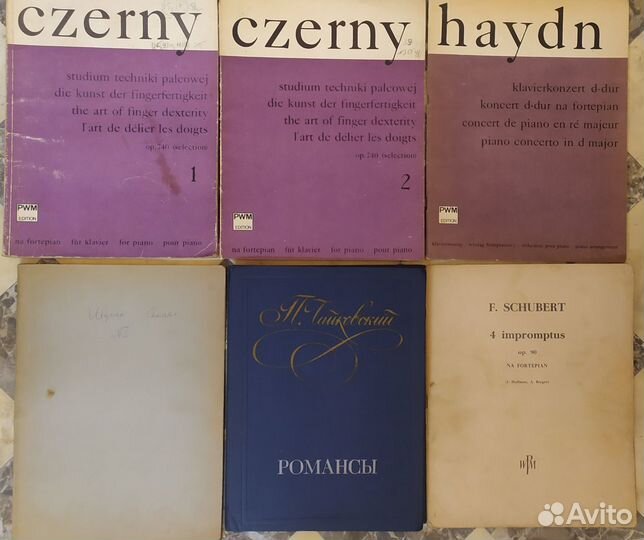 czerny
studium techniki palcowej
die kunst der fingerfertigkeit
the art of finger dexterity
l'art de délier les doigts
op. 740 (selection)
1
PWM
EDITION
na fortepian für klavier for piano pour piano
czerny
studium techniki palcowej
die kunst der fingerfertigkeit
the art of finger dexterity
l'art de délier les doigts
op. 740 (selection)
2
PWM
EDITION
na fortepian für klavier for piano pour piano
haydn
klavierkonzert d-dur
koncert d-dur na fortepian
concert de piano en ré majeur
piano concerto in d major
PWM
EDITION
П. Чайковский
РОМАНСЫ
F. SCHUBERT
4 impromptus
op. 90
NA FORTEPIAN
PWM
Avito